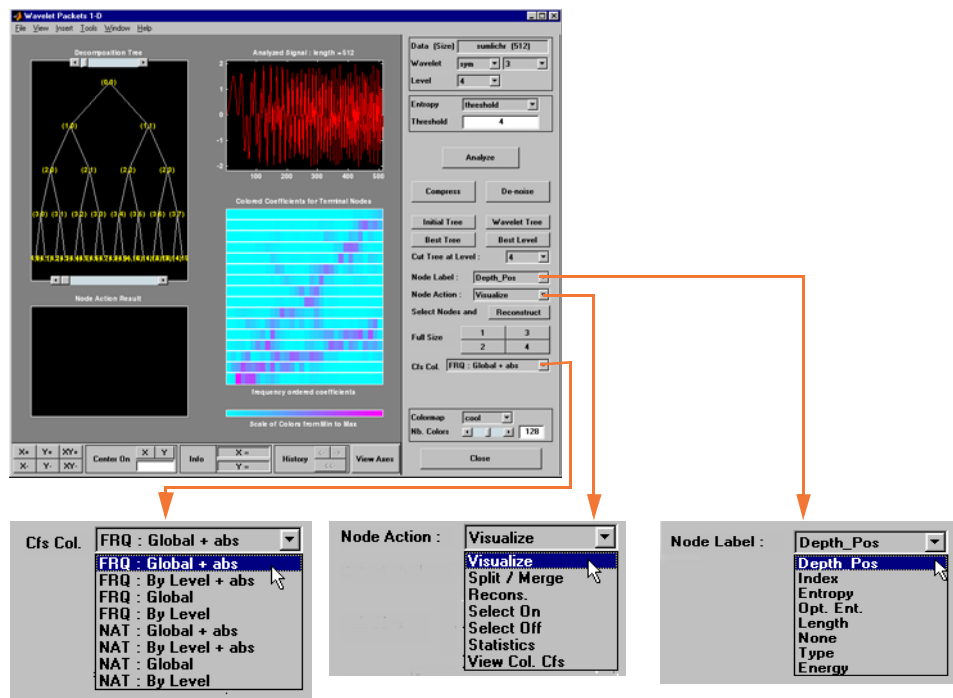 Wavelet Packets 1-D
File View Insert Tools Window Help
Decomposition Tree
(0,0)
(1,0) (1,1)
(2,0) (2,1) (2,2) (2,3)
(3,0) (3,1) (3,2) (3,3) (3,4) (3,5) (3,6) (3,7)
Node Action Result
Analyzed Signal : length = 512
2
1
0
-1
-2
100 200 300 400 500
Colored Coefficients for Terminal Nodes
frequency ordered coefficients
Scale of Colors from Min to Max
Data (Size) sumlichr (512)
Wavelet sym 3
Level 4
Entropy threshold
Threshold 4
Analyze
Compress De-noise
Initial Tree Wavelet Tree
Best Tree Best Level
Cut Tree at Level : 4
Node Label : Depth_Pos
Node Action : Visualize
Select Nodes and Reconstruct
Full Size 1 3
2 4
Cfs Col. FRQ : Global + abs
Colormap cool
Nb. Colors 128
Close
X+ Y+ XY+
X- Y- XY-
Center On X Y
Info X =
Y =
History <- ->
<<-
View Axes
Cfs Col. FRQ : Global + abs
FRQ : Global + abs
FRQ : By Level + abs
FRQ : Global
FRQ : By Level
NAT : Global + abs
NAT : By Level + abs
NAT : Global
NAT : By Level
Node Action : Visualize
Visualize
Split / Merge
Recons.
Select On
Select Off
Statistics
View Col. Cfs
Node Label : Depth_Pos
Depth_Pos
Index
Entropy
Opt. Ent.
Length
None
Type
Energy